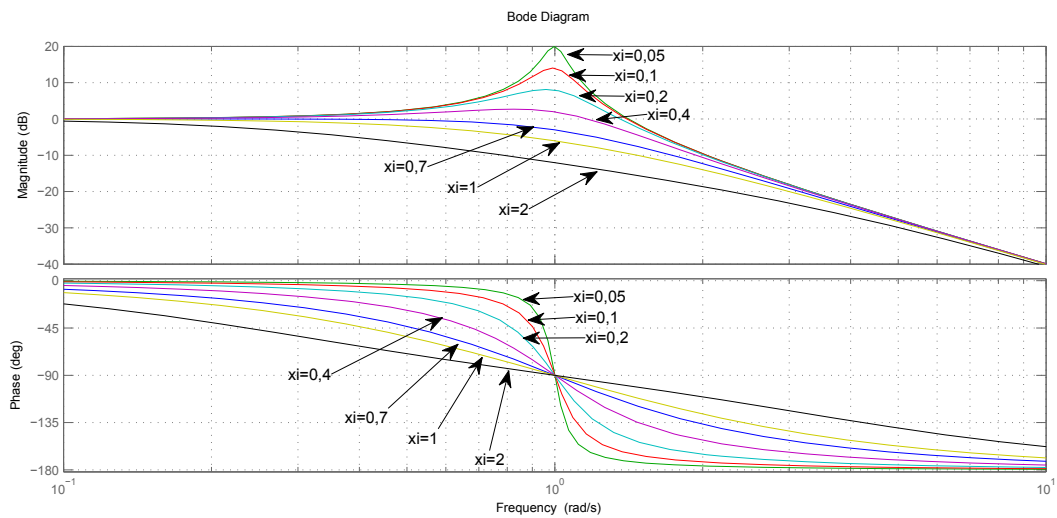 Bode Diagram
20
10
0
−10
−20
−30
−40
Magnitude (dB)
xi=0,05
xi=0,1
xi=0,2
xi=0,4
xi=0,7
xi=1
xi=2
0
−45
−90
−135
−180
Phase (deg)
xi=0,05
xi=0,1
xi=0,2
xi=0,4
xi=0,7
xi=1
xi=2
10⁻¹
10⁰
10¹
Frequency (rad/s)